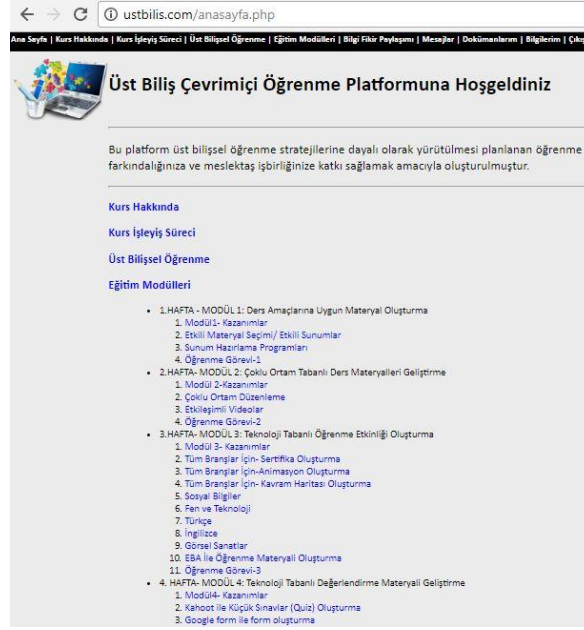 ustbilis.com/anasayfa.php
Ana Sayfa | Kurs Hakkında | Kurs İşleyiş Süreci | Üst Bilişsel Öğrenme | Eğitim Modülleri | Bilgi Fikir Paylaşımı | Mesajlar | Dokümanlarım | Bilgilerim | Çıkış
Üst Biliş Çevrimiçi Öğrenme Platformuna Hoşgeldiniz
Bu platform üst bilişsel öğrenme stratejilerine dayalı olarak yürütülmesi planlanan öğrenme
farkındalığınıza ve meslektaş işbirliğinize katkı sağlamak amacıyla oluşturulmuştur.
Kurs Hakkında
Kurs İşleyiş Süreci
Üst Bilişsel Öğrenme
Eğitim Modülleri
• 1.HAFTA - MODÜL 1: Ders Amaçlarına Uygun Materyal Oluşturma
1. Modül1- Kazanımlar
2. Etkili Materyal Seçimi/ Etkili Sunumlar
3. Sunum Hazırlama Programları
4. Öğrenme Görevi-1
• 2.HAFTA- MODÜL 2: Çoklu Ortam Tabanlı Ders Materyalleri Geliştirme
1. Modül 2-Kazanımlar
2. Çoklu Ortam Düzenleme
3. Etkileşimli Videolar
4. Öğrenme Görevi-2
• 3.HAFTA- MODÜL 3: Teknoloji Tabanlı Öğrenme Etkinliği Oluşturma
1. Modül 3- Kazanımlar
2. Tüm Branşlar İçin- Sertifika Oluşturma
3. Tüm Branşlar İçin-Animasyon Oluşturma
4. Tüm Branşlar İçin- Kavram Haritası Oluşturma
5. Sosyal Bilgiler
6. Fen ve Teknoloji
7. Türkçe
8. İngilizce
9. Görsel Sanatlar
10. EBA İle Öğrenme Materyali Oluşturma
11. Öğrenme Görevi-3
• 4. HAFTA- MODÜL 4: Teknoloji Tabanlı Değerlendirme Materyali Geliştirme
1. Modül4- Kazanımlar
2. Kahoot ile Küçük Sınavlar (Quiz) Oluşturma
3. Google form ile form oluşturma